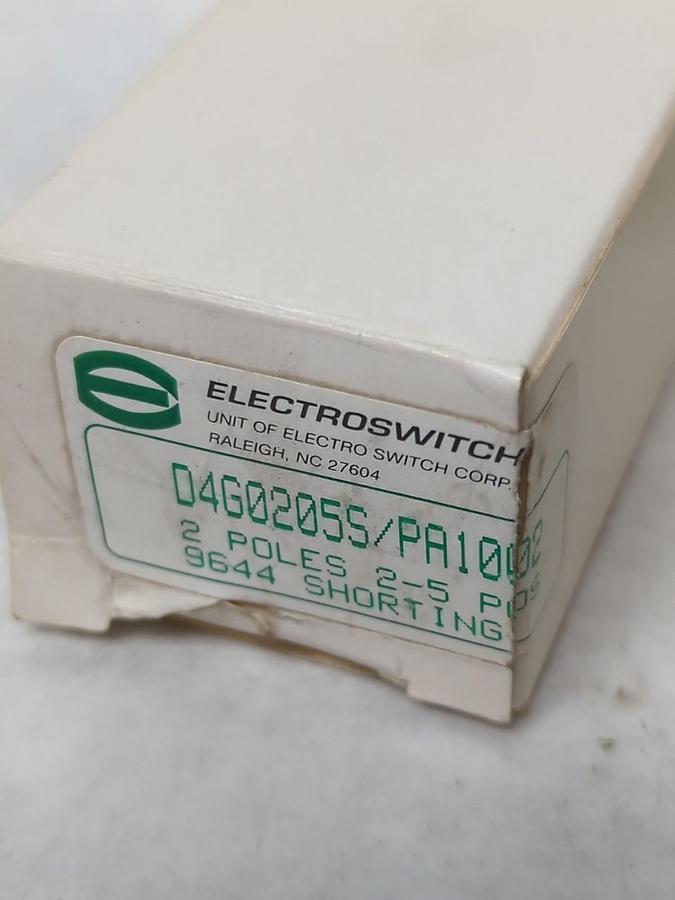 ELECTROSWITCH
UNIT OF ELECTRO SWITCH CORP.
RALEIGH, NC 27604
D4G0205S/PA1002
2 POLES 2-5 POS
9644 SHORTING